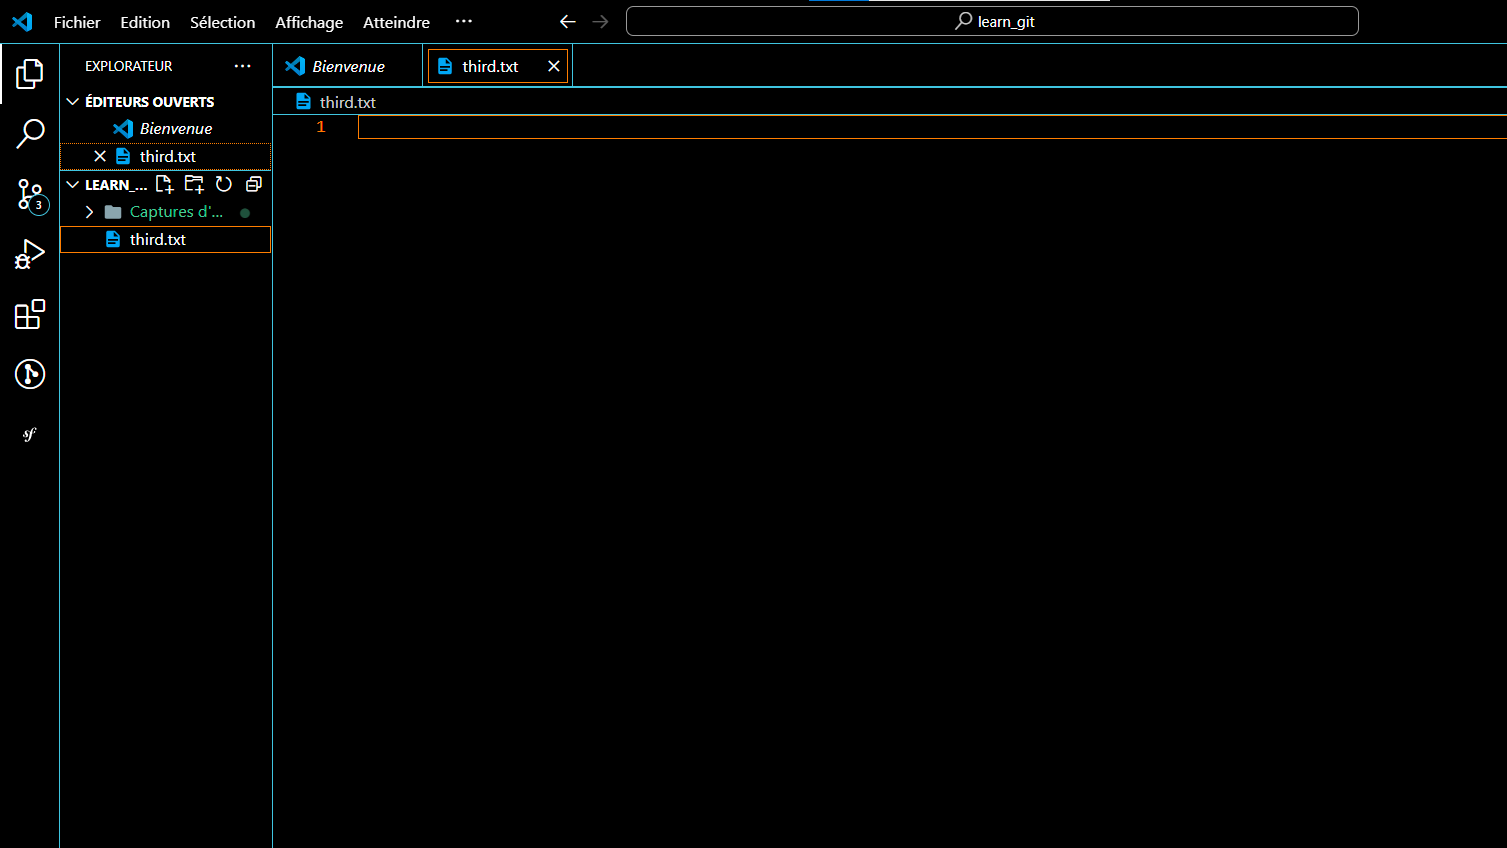 Fichier Edition Sélection Affichage Atteindre ... learn_git
EXPLORATEUR ...
ÉDITEURS OUVERTS
Bienvenue
third.txt
LEARN_...
Captures d'...
third.txt
3
sf
Bienvenue third.txt
third.txt
1